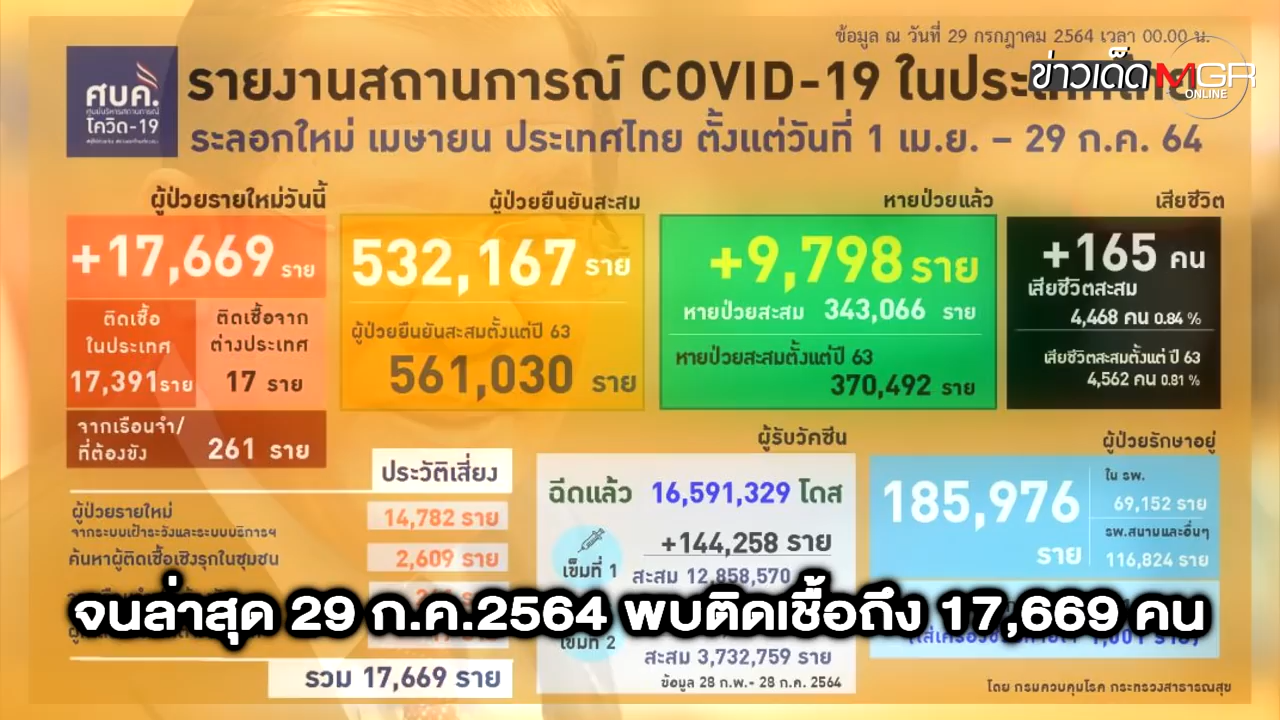 ข้อมูล ณ วันที่ 29 กรกฎาคม 2564 เวลา 00.00 น.
ศบค.
ศูนย์บริหารสถานการณ์
โควิด-19
รายงานสถานการณ์ COVID-19 ในประเทศไทย
ข่าวเด็ด MGR
ONLINE
ระลอกใหม่ เมษายน ประเทศไทย ตั้งแต่วันที่ 1 เม.ย. – 29 ก.ค. 64
ผู้ป่วยรายใหม่วันนี้
+17,669 ราย
ติดเชื้อ
ในประเทศ
17,391 ราย
ติดเชื้อจาก
ต่างประเทศ
17 ราย
จากเรือนจำ/
ที่ต้องขัง
261 ราย
ผู้ป่วยยืนยันสะสม
532,167 ราย
ผู้ป่วยยืนยันสะสมตั้งแต่ปี 63
561,030 ราย
หายป่วยแล้ว
+9,798 ราย
หายป่วยสะสม 343,066 ราย
หายป่วยสะสมตั้งแต่ปี 63
370,492 ราย
เสียชีวิต
+165 คน
เสียชีวิตสะสม
4,468 คน 0.84 %
เสียชีวิตสะสมตั้งแต่ ปี 63
4,562 คน 0.81 %
ประวัติเสี่ยง
ผู้ป่วยรายใหม่
จากระบบเฝ้าระวังและระบบบริการฯ
14,782 ราย
ค้นหาผู้ติดเชื้อเชิงรุกในชุมชน
2,609 ราย
รวม 17,669 ราย
ผู้รับวัคซีน
ฉีดแล้ว 16,591,329 โดส
+144,258 ราย
เข็มที่ 1
สะสม 12,858,570
เข็มที่ 2
สะสม 3,732,759 ราย
ข้อมูล 28 ก.พ.- 28 ก.ค. 2564
ผู้ป่วยรักษาอยู่
185,976
ราย
ใน รพ.
69,152 ราย
รพ.สนามและอื่นๆ
116,824 ราย
จนล่าสุด 29 ก.ค.2564 พบติดเชื้อถึง 17,669 คน
โดย กรมควบคุมโรค กระทรวงสาธารณสุข